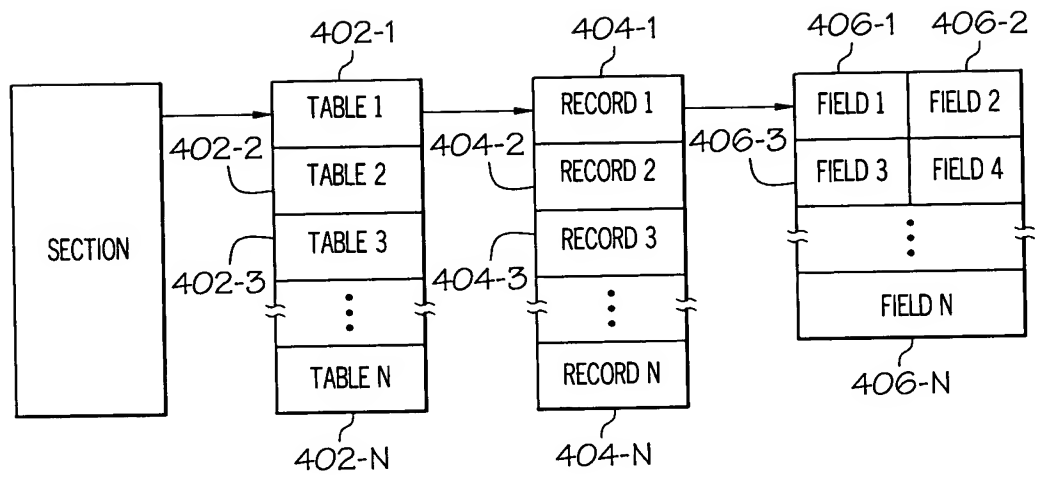 402-1
404-1
406-1
406-2
SECTION
TABLE 1
402-2
TABLE 2
TABLE 3
402-3
TABLE N
402-N
RECORD 1
404-2
RECORD 2
RECORD 3
404-3
RECORD N
404-N
FIELD 1
FIELD 2
406-3
FIELD 3
FIELD 4
FIELD N
406-N